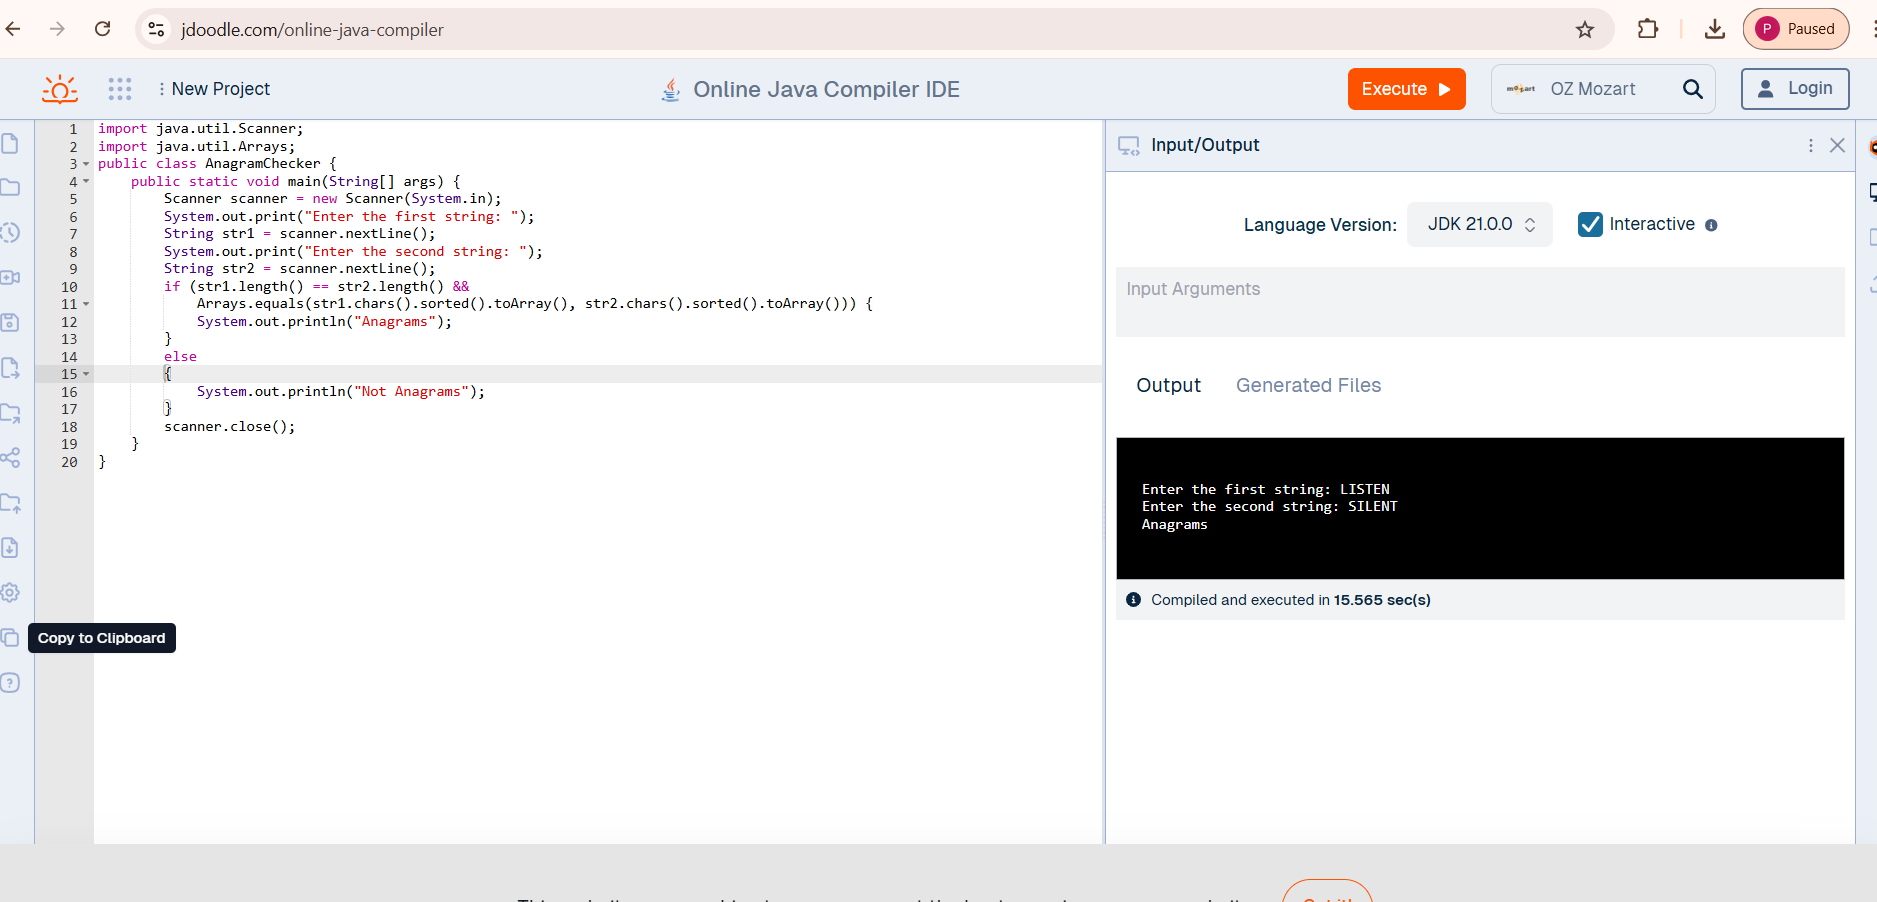 jdoodle.com/online-java-compiler
P Paused
New Project
Online Java Compiler IDE
Execute
mozart OZ Mozart
Login
1 import java.util.Scanner;
2 import java.util.Arrays;
3 public class AnagramChecker {
4 public static void main(String[] args) {
5 Scanner scanner = new Scanner(System.in);
6 System.out.print("Enter the first string: ");
7 String str1 = scanner.nextLine();
8 System.out.print("Enter the second string: ");
9 String str2 = scanner.nextLine();
10 if (str1.length() == str2.length() &&
11 Arrays.equals(str1.chars().sorted().toArray(), str2.chars().sorted().toArray())) {
12 System.out.println("Anagrams");
13 }
14 else
15 {
16 System.out.println("Not Anagrams");
17 }
18 scanner.close();
19 }
20 }
Copy to Clipboard
Input/Output
Language Version: JDK 21.0.0 Interactive
Input Arguments
Output Generated Files
Enter the first string: LISTEN
Enter the second string: SILENT
Anagrams
Compiled and executed in 15.565 sec(s)